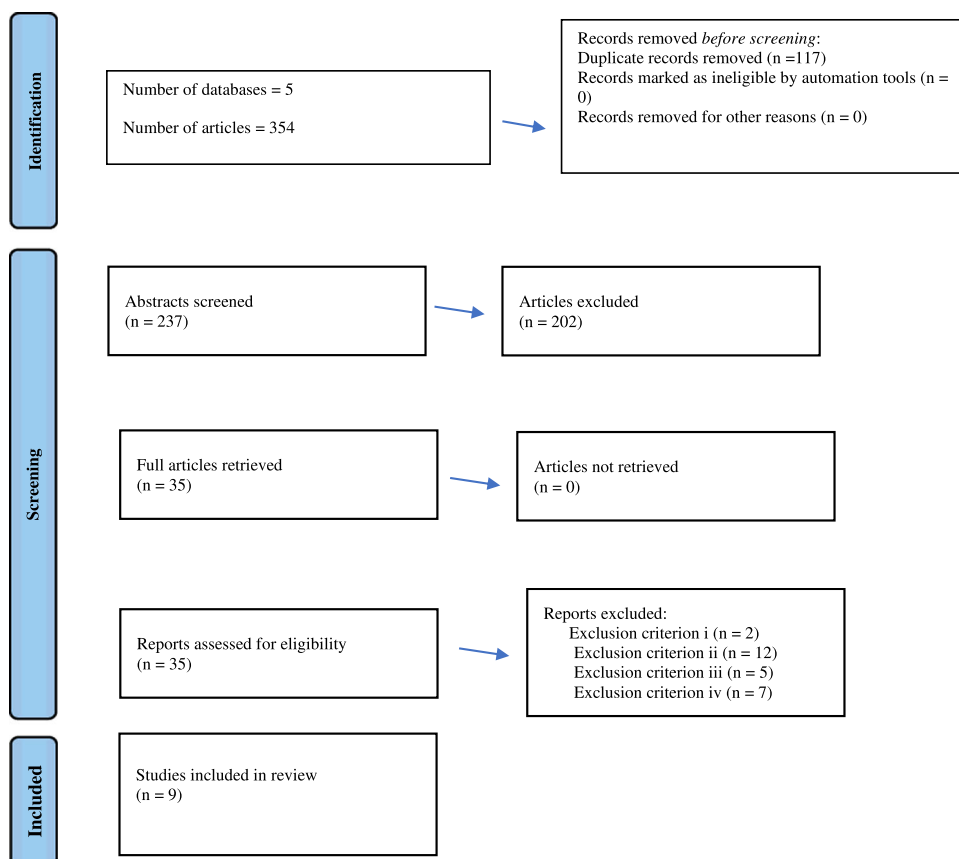 Identification
Number of databases = 5
Number of articles = 354
Records removed before screening:
Duplicate records removed (n =117)
Records marked as ineligible by automation tools (n =
0)
Records removed for other reasons (n = 0)
Screening
Abstracts screened
(n = 237)
Articles excluded
(n = 202)
Full articles retrieved
(n = 35)
Articles not retrieved
(n = 0)
Reports assessed for eligibility
(n = 35)
Reports excluded:
Exclusion criterion i (n = 2)
Exclusion criterion ii (n = 12)
Exclusion criterion iii (n = 5)
Exclusion criterion iv (n = 7)
Included
Studies included in review
(n = 9)